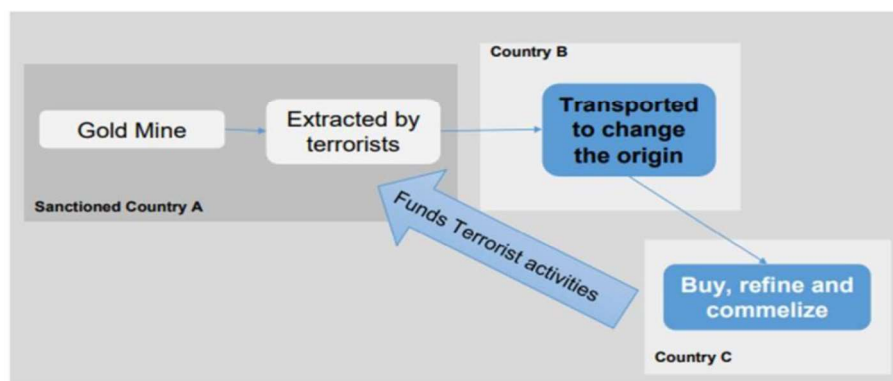 Country B
Gold Mine
Extracted by
terrorists
Transported
to change
the origin
Sanctioned Country A
Funds Terrorist activities
Buy, refine and
commelize
Country C